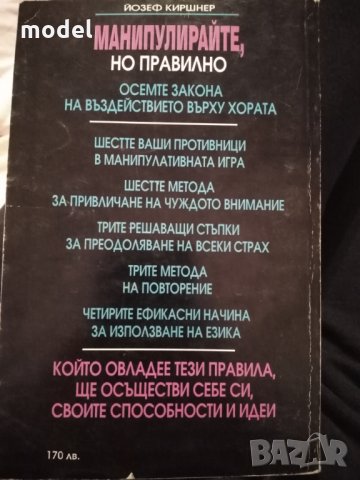 model
ЙОЗЕФ КИРШНЕР
МАНИПУЛИРАЙТЕ,
НО ПРАВИЛНО
ОСЕМТЕ ЗАКОНА
НА ВЪЗДЕЙСТВИЕТО ВЪРХУ ХОРАТА
ШЕСТТЕ ВАШИ ПРОТИВНИЦИ
В МАНИПУЛАТИВНАТА ИГРА
ШЕСТТЕ МЕТОДА
ЗА ПРИВЛИЧАНЕ НА ЧУЖДОТО ВНИМАНИЕ
ТРИТЕ РЕШАВАЩИ СТЪПКИ
ЗА ПРЕОДОЛЯВАНЕ НА ВСЕКИ СТРАХ
ТРИТЕ МЕТОДА
НА ПОВТОРЕНИЕ
ЧЕТИРИТЕ ЕФИКАСНИ НАЧИНА
ЗА ИЗПОЛЗВАНЕ НА ЕЗИКА
КОЙТО ОВЛАДЕЕ ТЕЗИ ПРАВИЛА,
ЩЕ ОСЪЩЕСТВИ СЕБЕ СИ,
СВОИТЕ СПОСОБНОСТИ И ИДЕИ
170 лв.
BAZAR